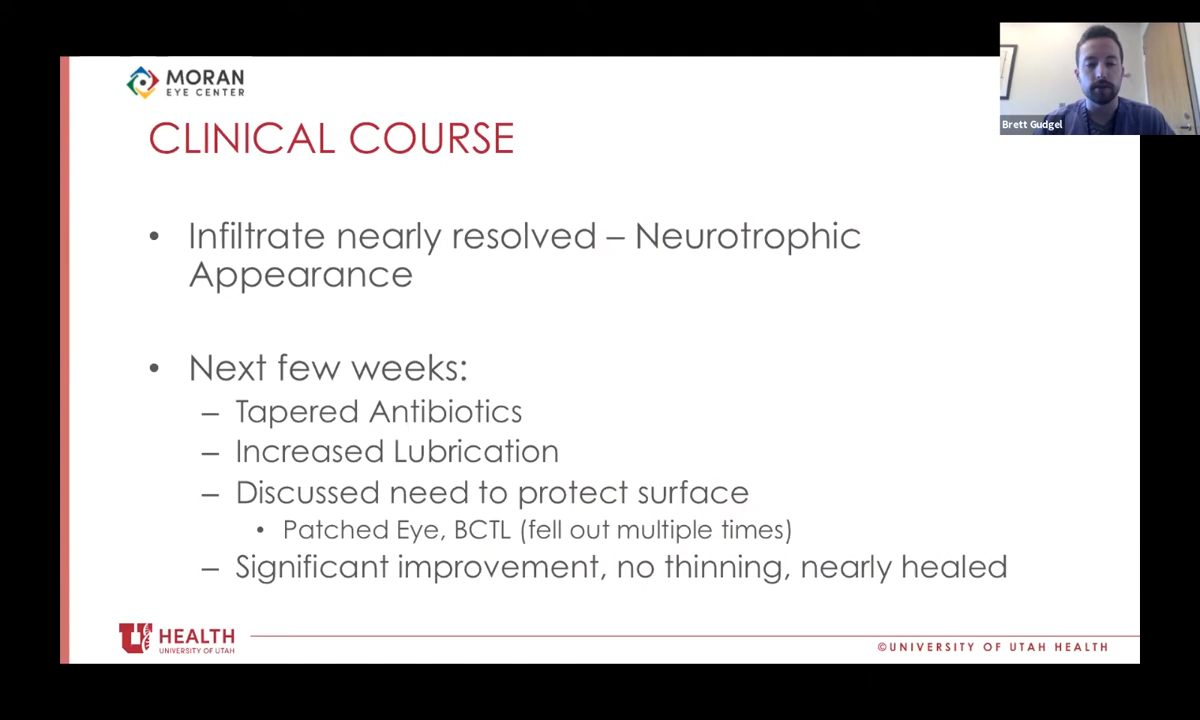 MORAN
EYE CENTER
Brett Gudgel
CLINICAL COURSE
• Infiltrate nearly resolved – Neurotrophic
Appearance
• Next few weeks:
– Tapered Antibiotics
– Increased Lubrication
– Discussed need to protect surface
• Patched Eye, BCTL (fell out multiple times)
– Significant improvement, no thinning, nearly healed
U HEALTH
UNIVERSITY OF UTAH
©UNIVERSITY OF UTAH HEALTH